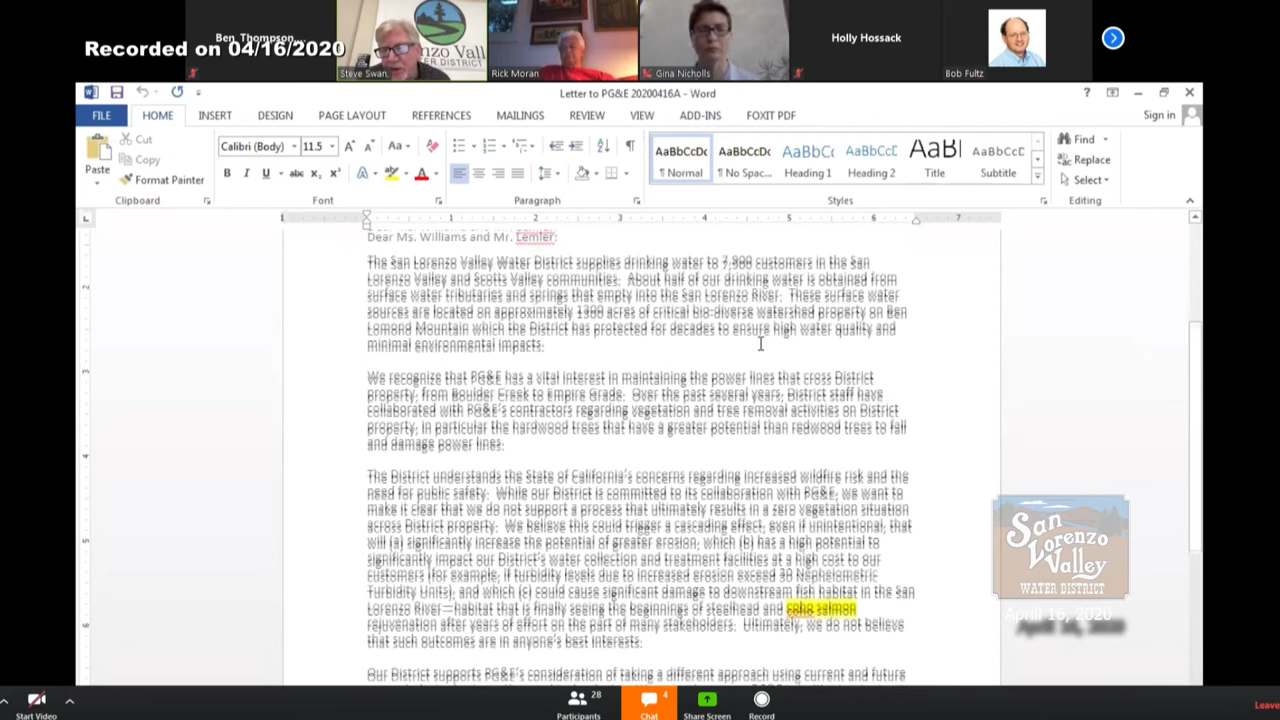 Recorded on 04/16/2020
Ben Thompson...
Steve Swan,
Rick Moran
Gina Nicholls
Holly Hossack
Bob Fultz
Letter to PG&E 20200416A - Word
FILE HOME INSERT DESIGN PAGE LAYOUT REFERENCES MAILINGS REVIEW VIEW ADD-INS FOXIT PDF Sign in
Paste
Cut
Copy
Format Painter
Calibri (Body) 11.5
AaBbCcDc AaBbCcDc AaBbCc AaBbCcD AaBl AaBbCcD
¶ Normal ¶ No Spac... Heading 1 Heading 2 Title Subtitle
Find
Replace
Select
Clipboard Font Paragraph Styles Editing
Dear Ms. Williams and Mr. Lemler:
The San Lorenzo Valley Water District supplies drinking water to 7,900 customers in the San
Lorenzo Valley and Scotts Valley communities. About half of our drinking water is obtained from
surface water tributaries and springs that empty into the San Lorenzo River. These surface water
sources are located on approximately 1300 acres of critical bio-diverse watershed property on Ben
Lomond Mountain which the District has protected for decades to ensure high water quality and
minimal environmental impacts.
We recognize that PG&E has a vital interest in maintaining the power lines that cross District
property, from Boulder Creek to Empire Grade. Over the past several years, District staff have
collaborated with PG&E's contractors regarding vegetation and tree removal activities on District
property, in particular the hardwood trees that have a greater potential than redwood trees to fall
and damage power lines.
The District understands the State of California's concerns regarding increased wildfire risk and the
need for public safety. While our District is committed to its collaboration with PG&E, we want to
make it clear that we do not support a process that ultimately results in a zero vegetation situation
across District property. We believe this could trigger a cascading effect, even if unintentional, that
will (a) significantly increase the potential of greater erosion, which (b) has a high potential to
significantly impact our District's water collection and treatment facilities at a high cost to our
customers (for example, if turbidity levels due to increased erosion exceed 30 Nephelometric
Turbidity Units), and which (c) could cause significant damage to downstream fish habitat in the San
Lorenzo River—habitat that is finally seeing the beginnings of steelhead and coho salmon
rejuvenation after years of effort on the part of many stakeholders. Ultimately, we do not believe
that such outcomes are in anyone's best interests.
Our District supports PG&E's consideration of taking a different approach using current and future
San
Lorenzo
Valley
WATER DISTRICT
April 16, 2020
Start Video
Participants 28
Chat 4
Share Screen
Record
Leave